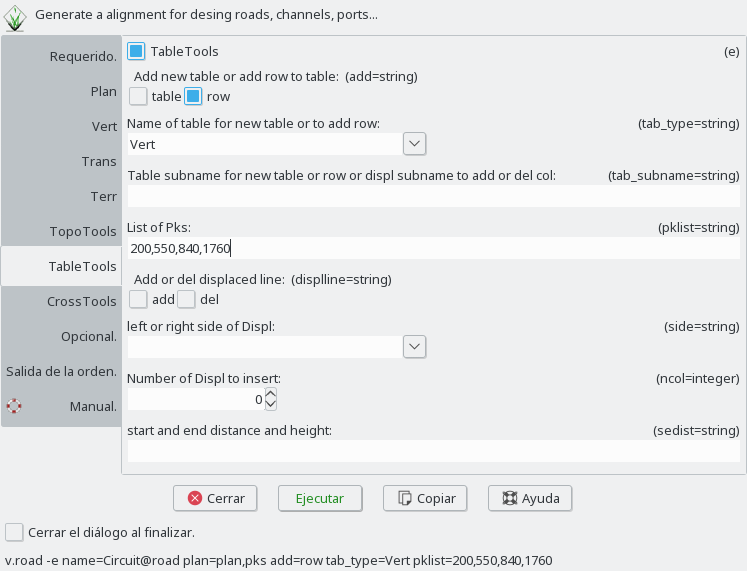 Generate a alignment for desing roads, channels, ports...
Requerido.
Plan
Vert
Trans
Terr
TopoTools
TableTools
CrossTools
Opcional.
Salida de la orden.
Manual.
TableTools (e)
Add new table or add row to table: (add=string)
table row
Name of table for new table or to add row: (tab_type=string)
Vert
Table subname for new table or row or displ subname to add or del col: (tab_subname=string)
List of Pks: (pklist=string)
200,550,840,1760
Add or del displaced line: (displline=string)
add del
left or right side of Displ: (side=string)
Number of Displ to insert: (ncol=integer)
0
start and end distance and height: (sedist=string)
Cerrar Ejecutar Copiar Ayuda
Cerrar el diálogo al finalizar.
v.road -e name=Circuit@road plan=plan,pks add=row tab_type=Vert pklist=200,550,840,1760